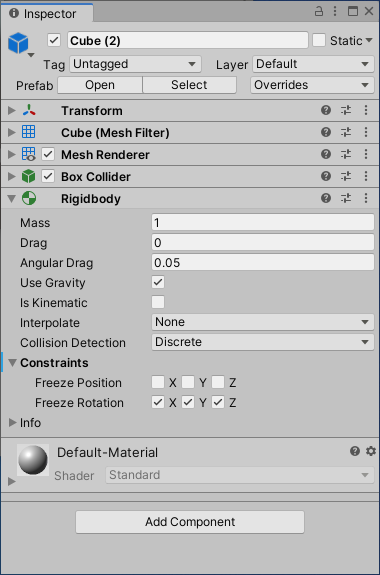 Inspector
Cube (2) Static
Tag Untagged Layer Default
Prefab Open Select Overrides
Transform
Cube (Mesh Filter)
Mesh Renderer
Box Collider
Rigidbody
Mass 1
Drag 0
Angular Drag 0.05
Use Gravity
Is Kinematic
Interpolate None
Collision Detection Discrete
Constraints
Freeze Position X Y Z
Freeze Rotation X Y Z
Info
Default-Material
Shader Standard
Add Component